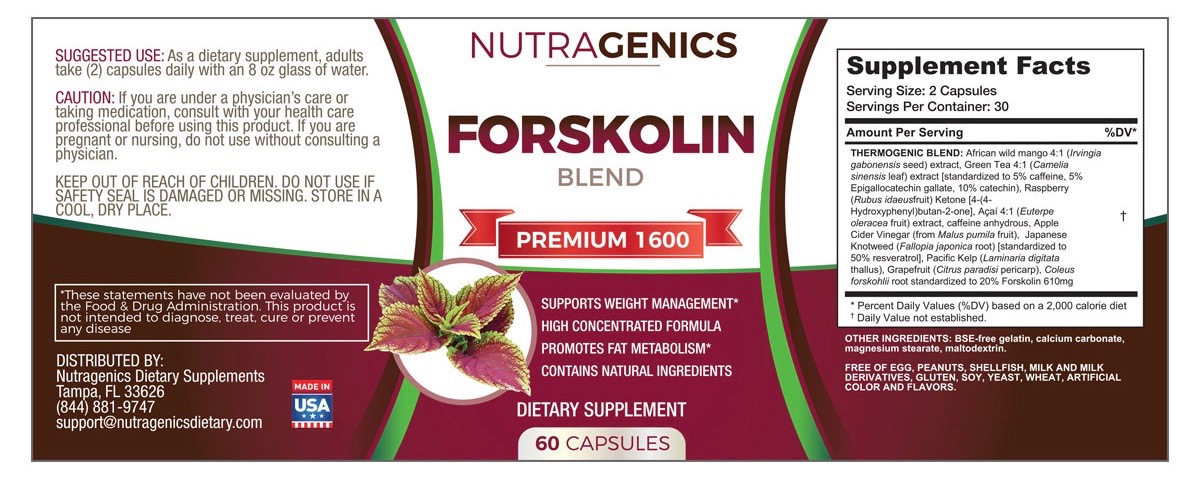 SUGGESTED USE: As a dietary supplement, adults
take (2) capsules daily with an 8 oz glass of water.
CAUTION: If you are under a physician's care or
taking medication, consult with your health care
professional before using this product. If you are
pregnant or nursing, do not use without consulting a
physician.
KEEP OUT OF REACH OF CHILDREN. DO NOT USE IF
SAFETY SEAL IS DAMAGED OR MISSING. STORE IN A
COOL, DRY PLACE.
*These statements have not been evaluated by
the Food & Drug Administration. This product is
not intended to diagnose, treat, cure or prevent
any disease
DISTRIBUTED BY:
Nutragenics Dietary Supplements
Tampa, FL 33626
(844) 881-9747
support@nutragenicsdietary.com
MADE IN
USA
NUTRAGENICS
FORSKOLIN
BLEND
PREMIUM 1600
SUPPORTS WEIGHT MANAGEMENT*
HIGH CONCENTRATED FORMULA
PROMOTES FAT METABOLISM*
CONTAINS NATURAL INGREDIENTS
DIETARY SUPPLEMENT
60 CAPSULES
Supplement Facts
Serving Size: 2 Capsules
Servings Per Container: 30
Amount Per Serving %DV*
THERMOGENIC BLEND: African wild mango 4:1 (Irvingia
gabonensis seed) extract, Green Tea 4:1 (Camelia
sinensis leaf) extract [standardized to 5% caffeine, 5%
Epigallocatechin gallate, 10% catechin), Raspberry
(Rubus idaeusfruit) Ketone [4-(4-
Hydroxyphenyl)butan-2-one], Açaí 4:1 (Euterpe
oleracea fruit) extract, caffeine anhydrous, Apple
Cider Vinegar (from Malus pumila fruit), Japanese
Knotweed (Fallopia japonica root) [standardized to
50% resveratrol], Pacific Kelp (Laminaria digitata
thallus), Grapefruit (Citrus paradisi pericarp), Coleus
forskohlii root standardized to 20% Forskolin 610mg
†
* Percent Daily Values (%DV) based on a 2,000 calorie diet
† Daily Value not established.
OTHER INGREDIENTS: BSE-free gelatin, calcium carbonate,
magnesium stearate, maltodextrin.
FREE OF EGG, PEANUTS, SHELLFISH, MILK AND MILK
DERIVATIVES, GLUTEN, SOY, YEAST, WHEAT, ARTIFICIAL
COLOR AND FLAVORS.